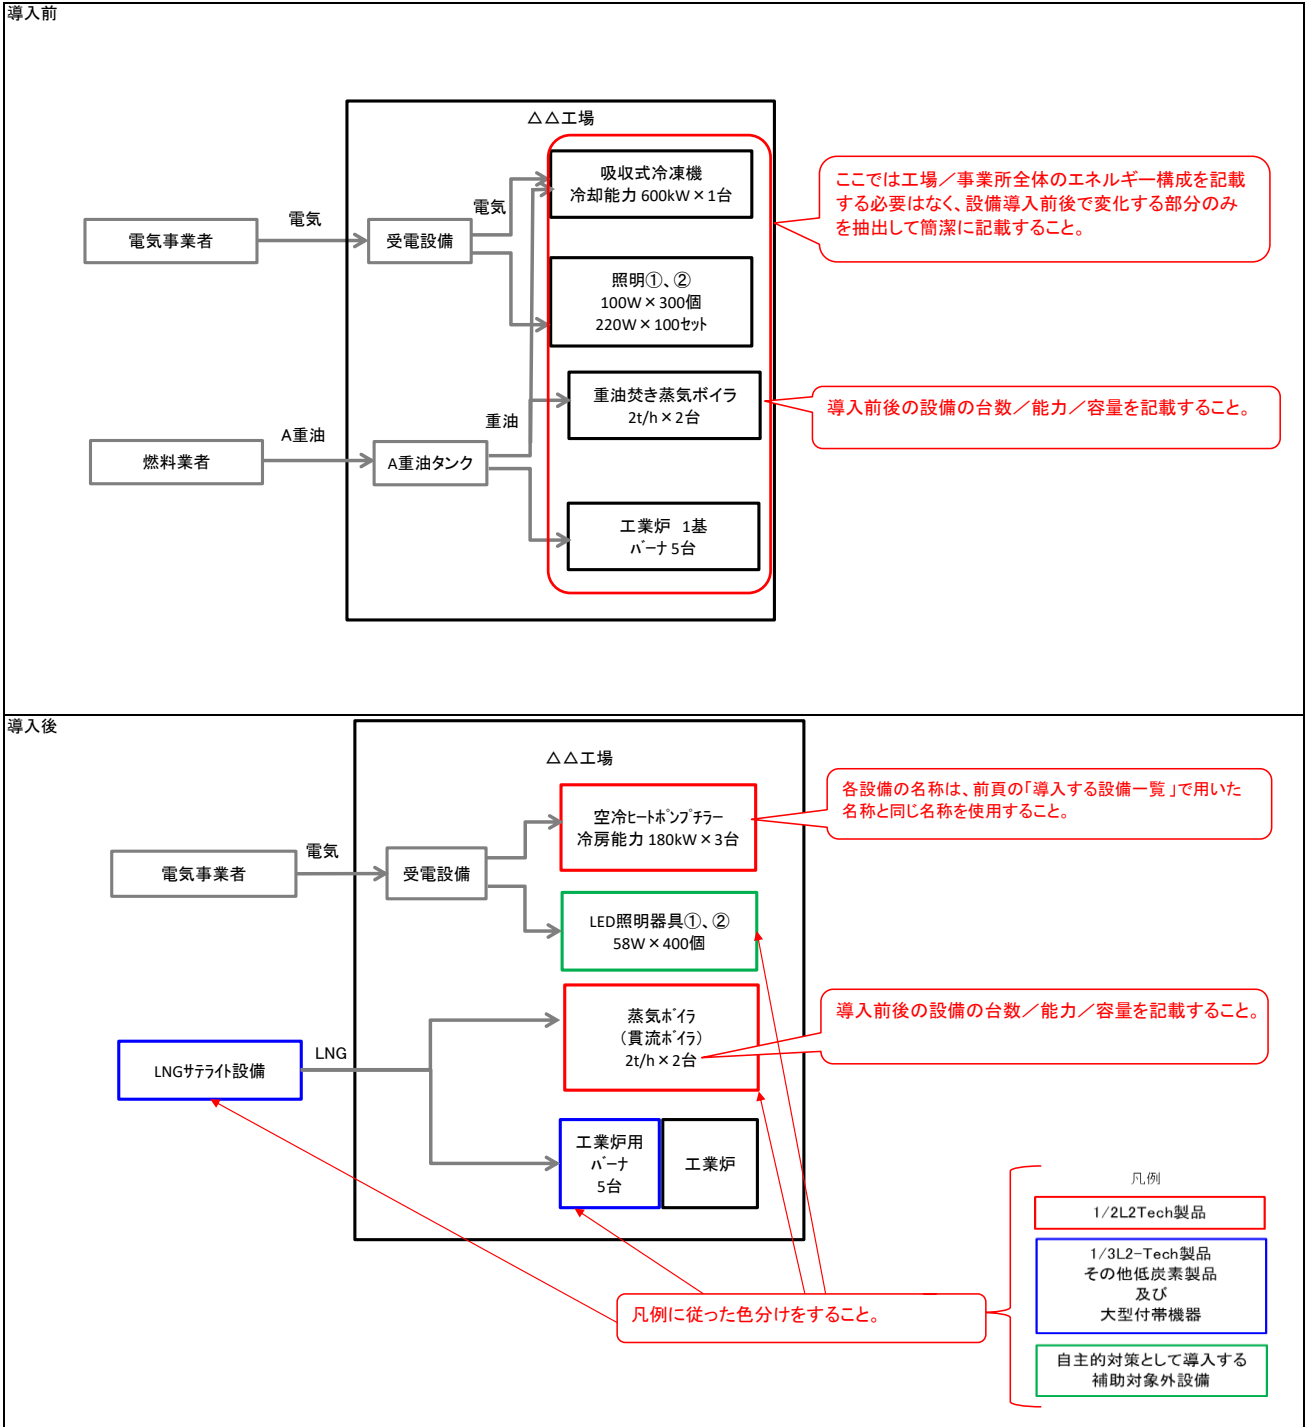 導入前
△△工場
吸収式冷凍機
冷却能力 600kW×1台
ここでは工場／事業所全体のエネルギー構成を記載
する必要はなく、設備導入前後で変化する部分のみ
を抽出して簡潔に記載すること。
電気
電気
電気事業者
受電設備
照明①、②
100W×300個
220W×100ｾｯﾄ
重油焚き蒸気ボイラ
2t/h×2台
導入前後の設備の台数／能力／容量を記載すること。
A重油
重油
燃料業者
A重油タンク
工業炉 1基
ﾊﾞｰﾅ 5台
導入後
△△工場
空冷ﾋｰﾄﾎﾟﾝﾌﾟﾁﾗｰ
冷房能力 180kW×3台
各設備の名称は、前頁の「導入する設備一覧」で用いた
名称と同じ名称を使用すること。
電気
電気事業者
受電設備
LED照明器具①、②
58W×400個
蒸気ﾎﾞｲﾗ
(貫流ﾎﾞｲﾗ)
2t/h×2台
導入前後の設備の台数／能力／容量を記載すること。
LNG
LNGｻﾃﾗｲﾄ設備
工業炉用
ﾊﾞｰﾅ
5台
工業炉
凡例
1/2L2Tech製品
1/3L2-Tech製品
その他低炭素製品
及び
大型付帯機器
凡例に従った色分けをすること。
自主的対策として導入する
補助対象外設備